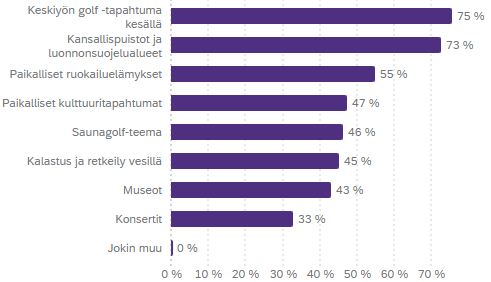 Keskiyön golf -tapahtuma
kesällä
75 %
Kansallispuistot ja
luonnonsuojelualueet
73 %
Paikalliset ruokailuelämykset
55 %
Paikalliset kulttuuritapahtumat
47 %
Saunagolf-teema
46 %
Kalastus ja retkeily vesillä
45 %
Museot
43 %
Konsertit
33 %
Jokin muu
0 %
0 % 10 % 20 % 30 % 40 % 50 % 60 % 70 %